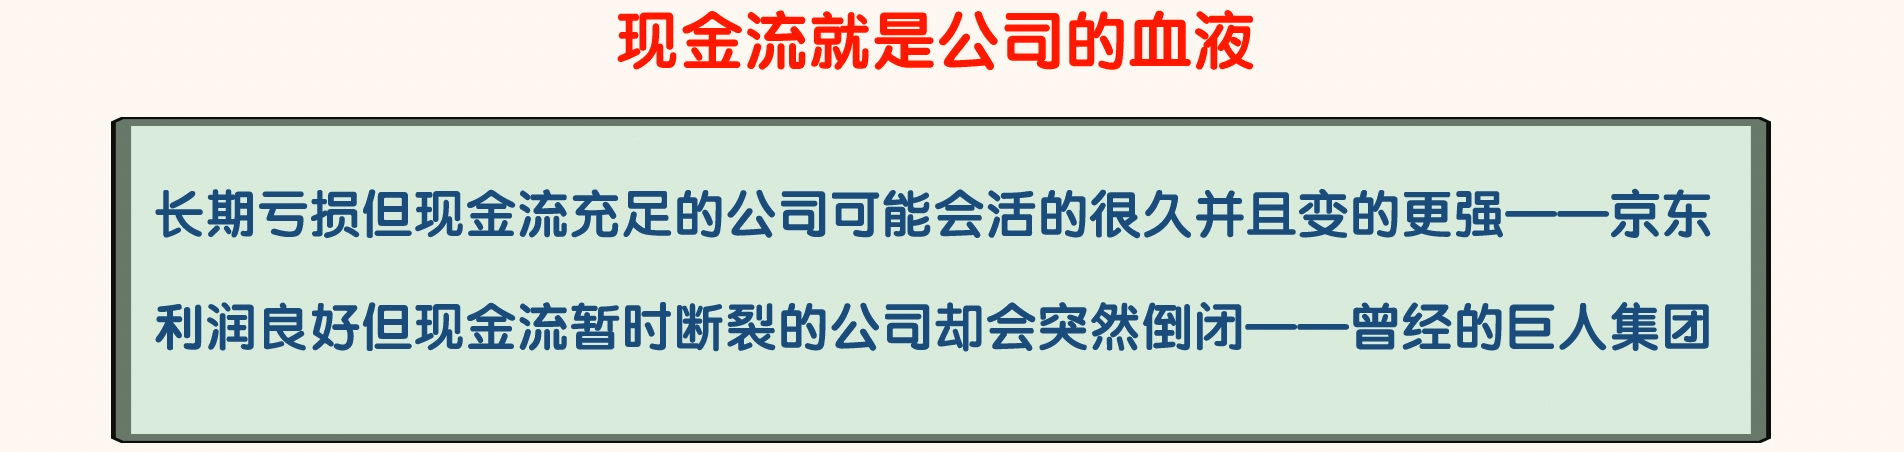 现金流就是公司的血液
长期亏损但现金流充足的公司可能会活的很久并且变的更强——京东
利润良好但现金流暂时断裂的公司却会突然倒闭——曾经的巨人集团